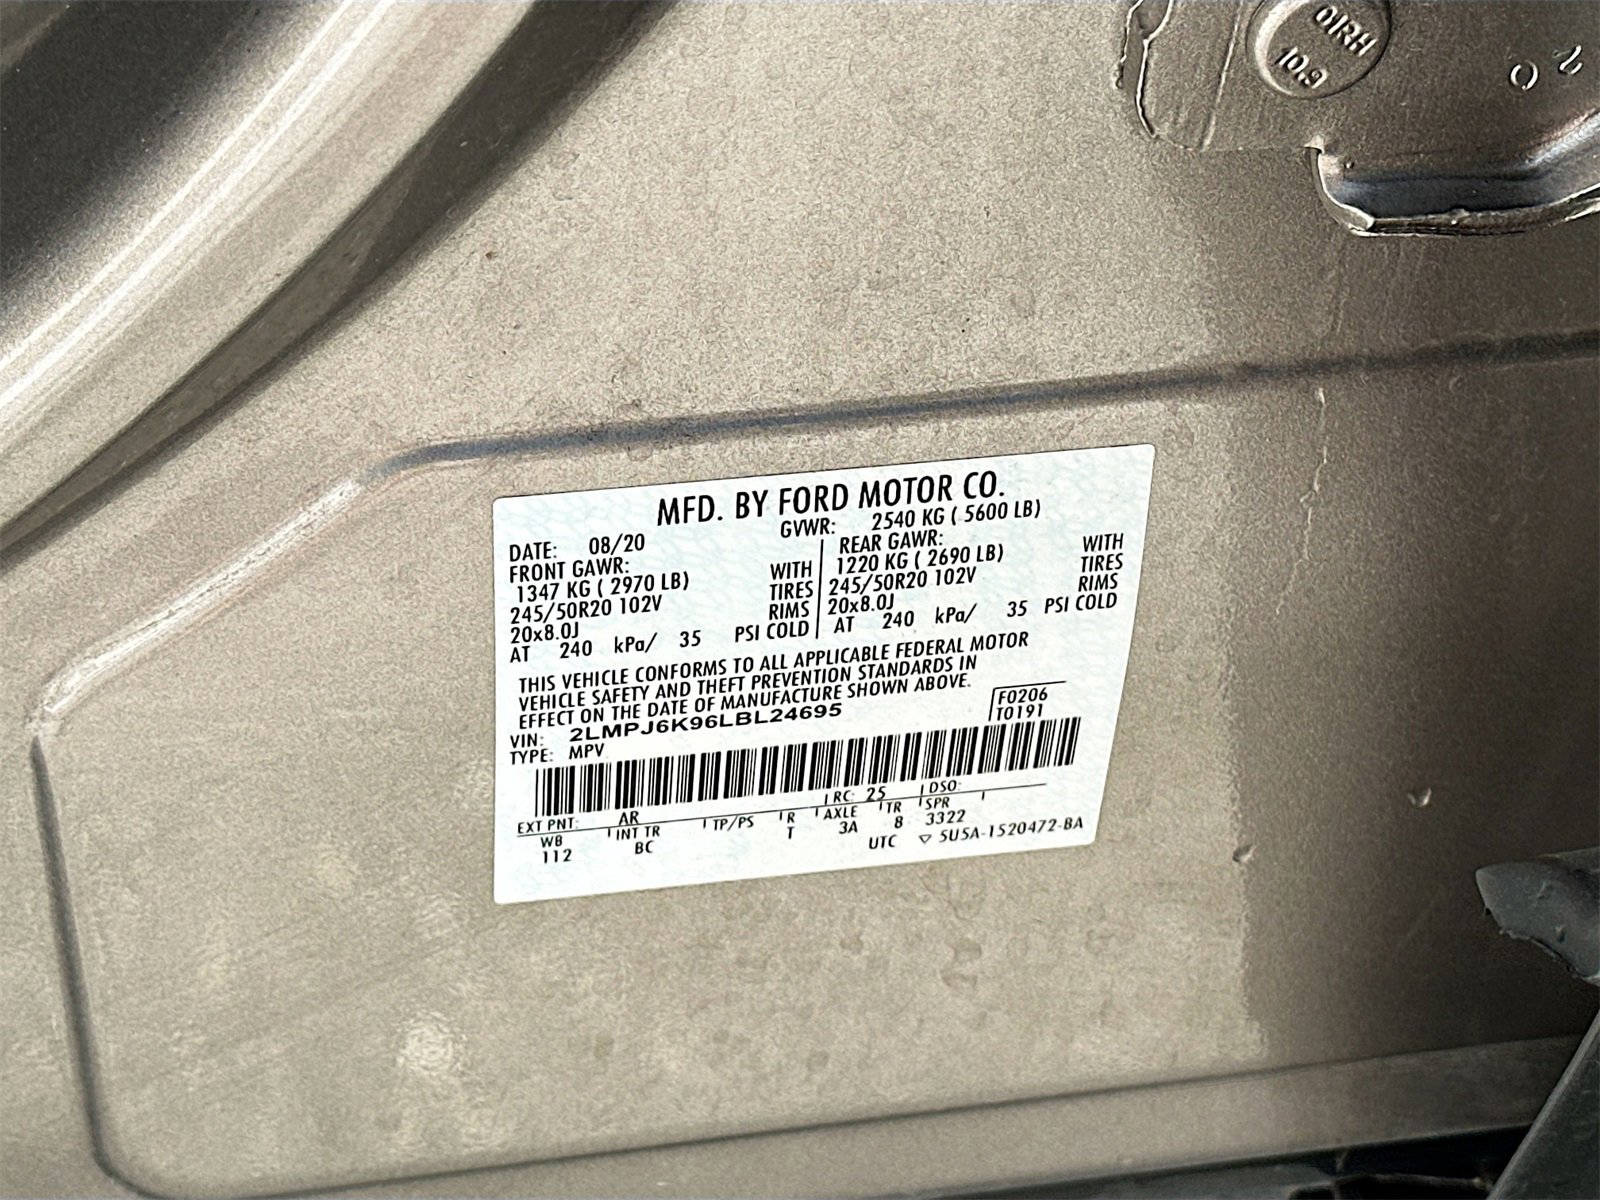 01RH
10.9
MFD. BY FORD MOTOR CO.
DATE: 08/20 GVWR: 2540 KG ( 5600 LB)
FRONT GAWR: REAR GAWR:
1347 KG ( 2970 LB) WITH 1220 KG ( 2690 LB) WITH
245/50R20 102V TIRES 245/50R20 102V TIRES
20x8.0J RIMS 20x8.0J RIMS
AT 240 kPa/ 35 PSI COLD AT 240 kPa/ 35 PSI COLD
THIS VEHICLE CONFORMS TO ALL APPLICABLE FEDERAL MOTOR
VEHICLE SAFETY AND THEFT PREVENTION STANDARDS IN
EFFECT ON THE DATE OF MANUFACTURE SHOWN ABOVE.
VIN: 2LMPJ6K96LBL24695 F0206
TYPE: MPV T0191
EXT PNT: AR RC: 25 DSO:
WB INT TR TP/PS R AXLE TR SPR
112 BC T 3A 8 3322
UTC ▽ 5U5A-1520472-BA